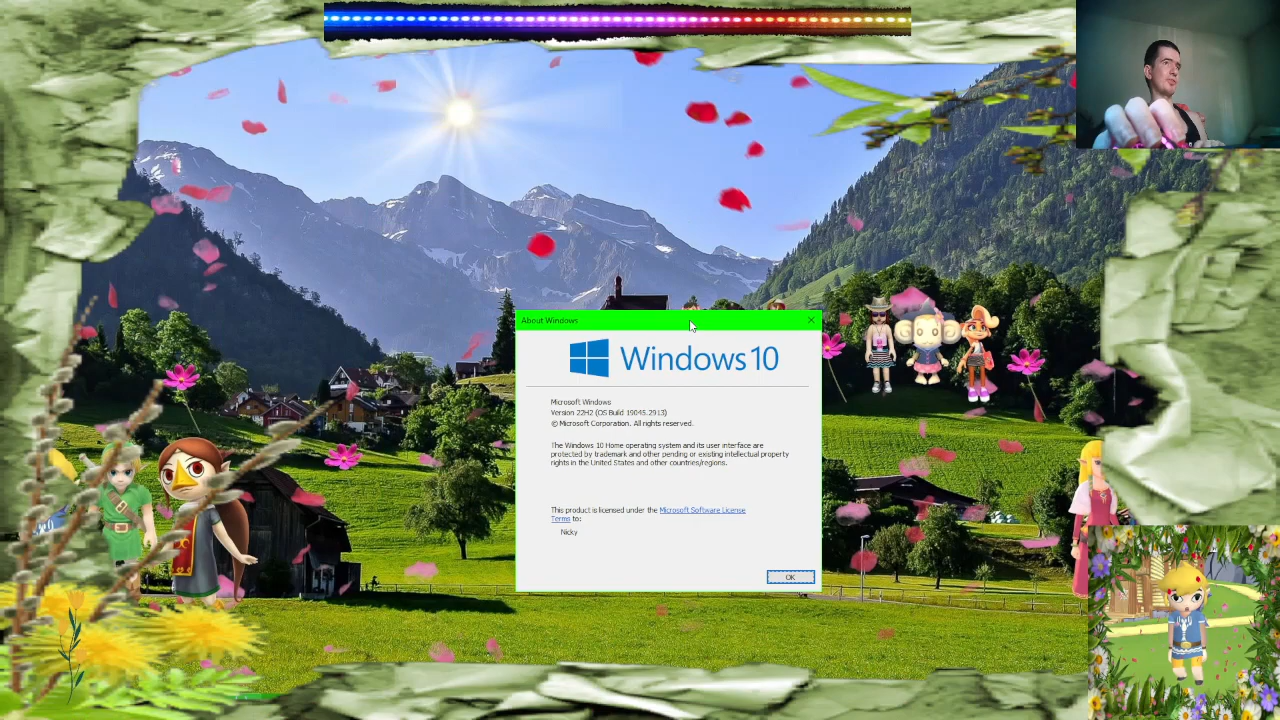 About Windows
Windows 10
Microsoft Windows
Version 22H2 (OS Build 19045.2913)
© Microsoft Corporation. All rights reserved.
The Windows 10 Home operating system and its user interface are
protected by trademark and other pending or existing intellectual property
rights in the United States and other countries/regions.
This product is licensed under the Microsoft Software License
Terms to:
Nicky
OK